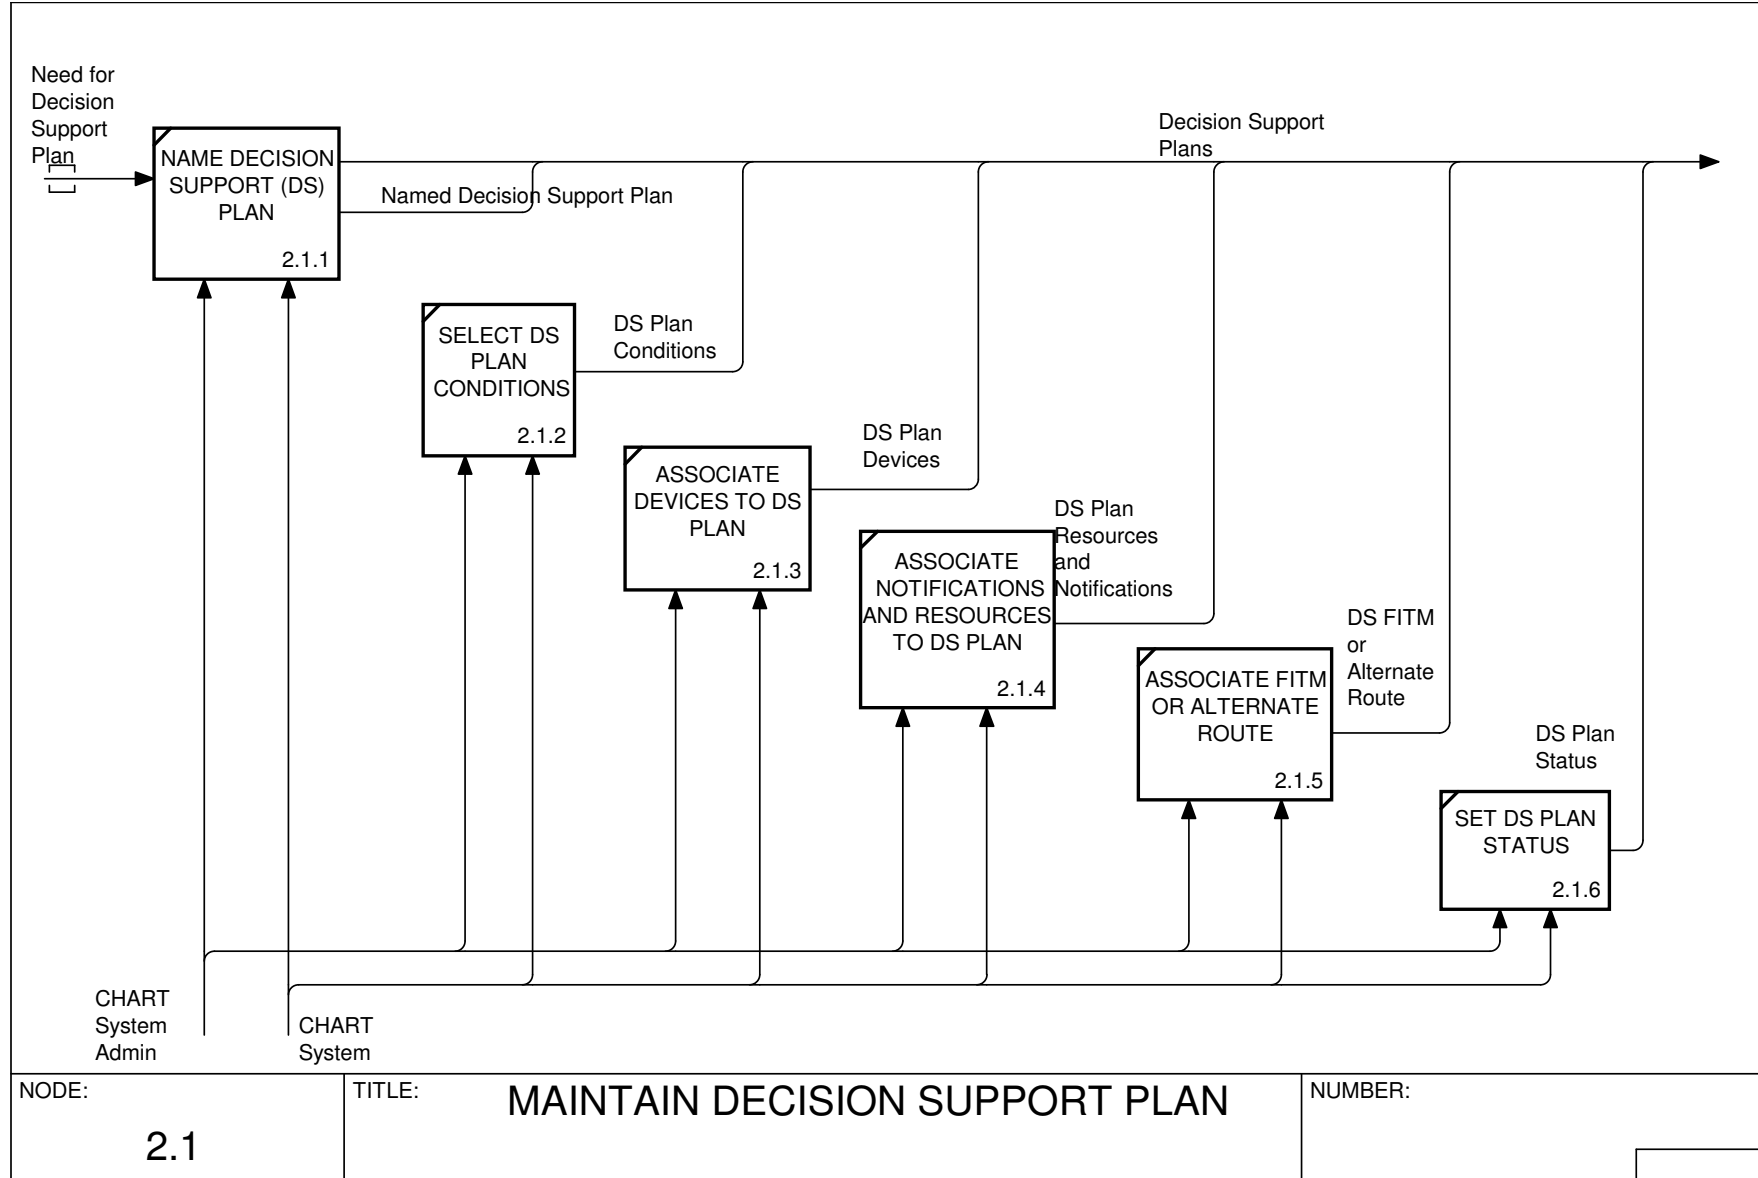 Need for
Decision
Support
Plan
NAME DECISION
SUPPORT (DS)
PLAN
2.1.1
Named Decision Support Plan
Decision Support
Plans
SELECT DS
PLAN
CONDITIONS
2.1.2
DS Plan
Conditions
ASSOCIATE
DEVICES TO DS
PLAN
2.1.3
DS Plan
Devices
ASSOCIATE
NOTIFICATIONS
AND RESOURCES
TO DS PLAN
2.1.4
DS Plan
Resources
and
Notifications
ASSOCIATE FITM
OR ALTERNATE
ROUTE
2.1.5
DS FITM
or
Alternate
Route
SET DS PLAN
STATUS
2.1.6
DS Plan
Status
CHART
System
Admin
CHART
System
NODE:
2.1
TITLE:
MAINTAIN DECISION SUPPORT PLAN
NUMBER: